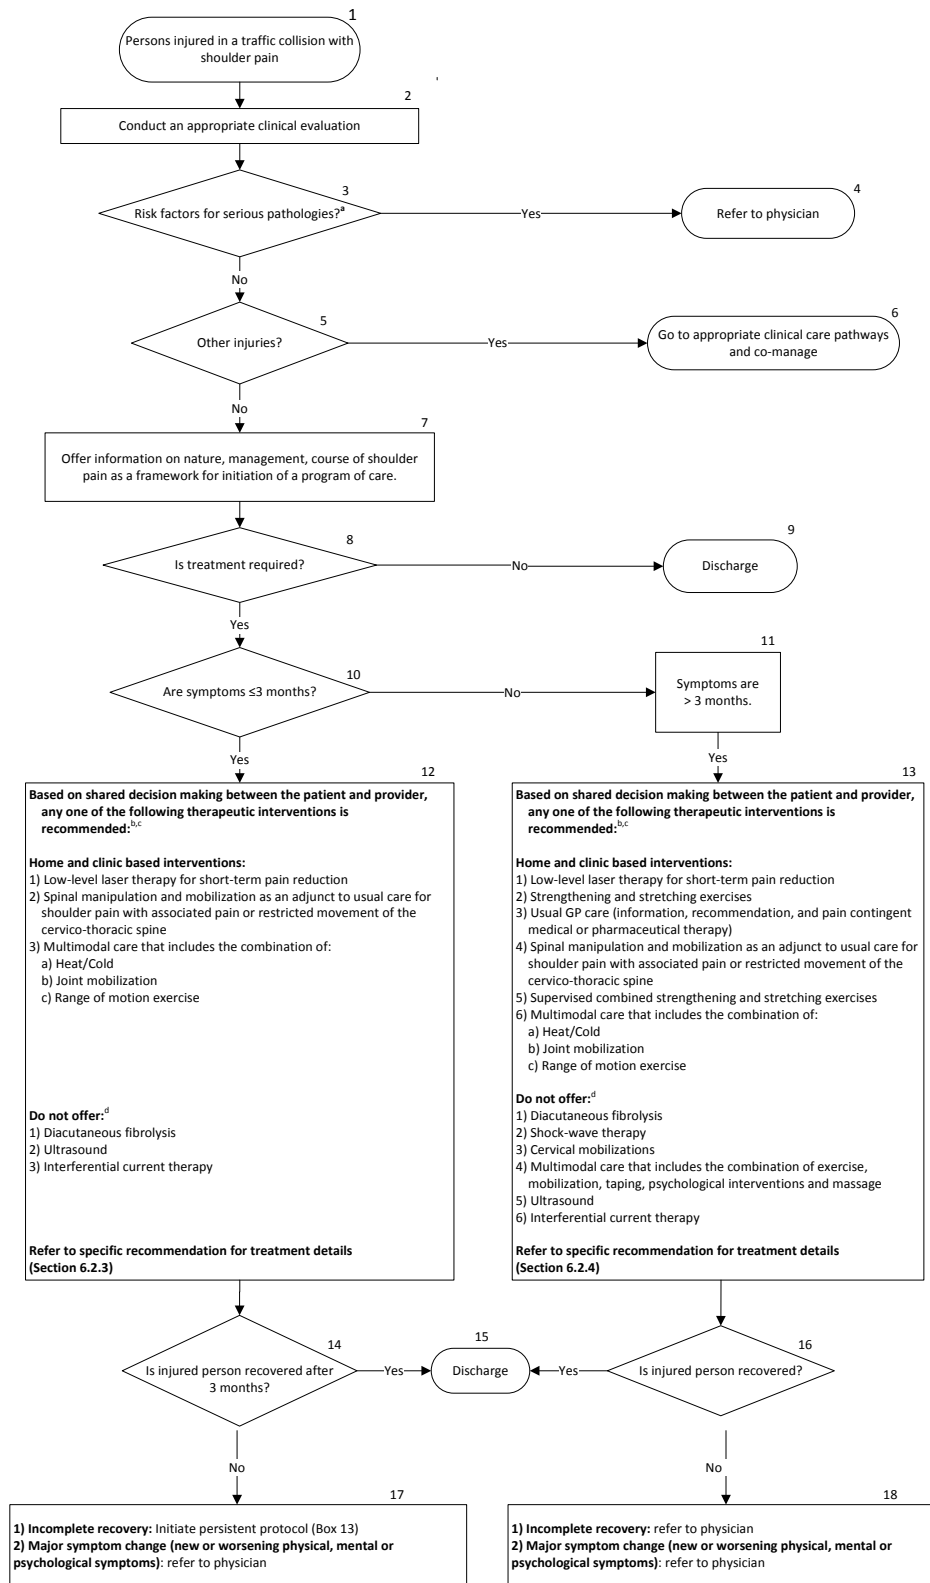 1
Persons injured in a traffic collision with
shoulder pain
2
Conduct an appropriate clinical evaluation
3
Risk factors for serious pathologies?a
Yes
4
Refer to physician
No
5
Other injuries?
Yes
6
Go to appropriate clinical care pathways
and co-manage
No
7
Offer information on nature, management, course of shoulder
pain as a framework for initiation of a program of care.
8
Is treatment required?
No
9
Discharge
Yes
10
Are symptoms ≤3 months?
No
11
Symptoms are
> 3 months.
Yes
Yes
12
Based on shared decision making between the patient and provider,
any one of the following therapeutic interventions is
recommended:b,c
Home and clinic based interventions:
1) Low-level laser therapy for short-term pain reduction
2) Spinal manipulation and mobilization as an adjunct to usual care for
shoulder pain with associated pain or restricted movement of the
cervico-thoracic spine
3) Multimodal care that includes the combination of:
a) Heat/Cold
b) Joint mobilization
c) Range of motion exercise
Do not offer:d
1) Diacutaneous fibrolysis
2) Ultrasound
3) Interferential current therapy
Refer to specific recommendation for treatment details
(Section 6.2.3)
13
Based on shared decision making between the patient and provider,
any one of the following therapeutic interventions is
recommended:b,c
Home and clinic based interventions:
1) Low-level laser therapy for short-term pain reduction
2) Strengthening and stretching exercises
3) Usual GP care (information, recommendation, and pain contingent
medical or pharmaceutical therapy)
4) Spinal manipulation and mobilization as an adjunct to usual care for
shoulder pain with associated pain or restricted movement of the
cervico-thoracic spine
5) Supervised combined strengthening and stretching exercises
6) Multimodal care that includes the combination of:
a) Heat/Cold
b) Joint mobilization
c) Range of motion exercise
Do not offer:d
1) Diacutaneous fibrolysis
2) Shock-wave therapy
3) Cervical mobilizations
4) Multimodal care that includes the combination of exercise,
mobilization, taping, psychological interventions and massage
5) Ultrasound
6) Interferential current therapy
Refer to specific recommendation for treatment details
(Section 6.2.4)
14
Is injured person recovered after
3 months?
Yes
15
Discharge
Yes
16
Is injured person recovered?
No
No
17
1) Incomplete recovery: Initiate persistent protocol (Box 13)
2) Major symptom change (new or worsening physical, mental or
psychological symptoms): refer to physician
18
1) Incomplete recovery: refer to physician
2) Major symptom change (new or worsening physical, mental or
psychological symptoms): refer to physician